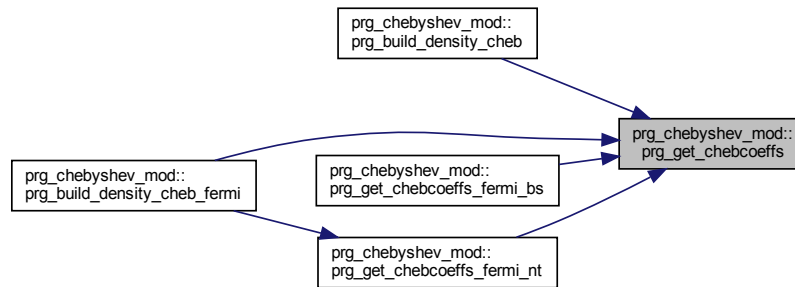 prg_chebyshev_mod::
prg_build_density_cheb
prg_chebyshev_mod::
prg_get_chebcoeffs
prg_chebyshev_mod::
prg_build_density_cheb_fermi
prg_chebyshev_mod::
prg_get_chebcoeffs_fermi_bs
prg_chebyshev_mod::
prg_get_chebcoeffs_fermi_nt